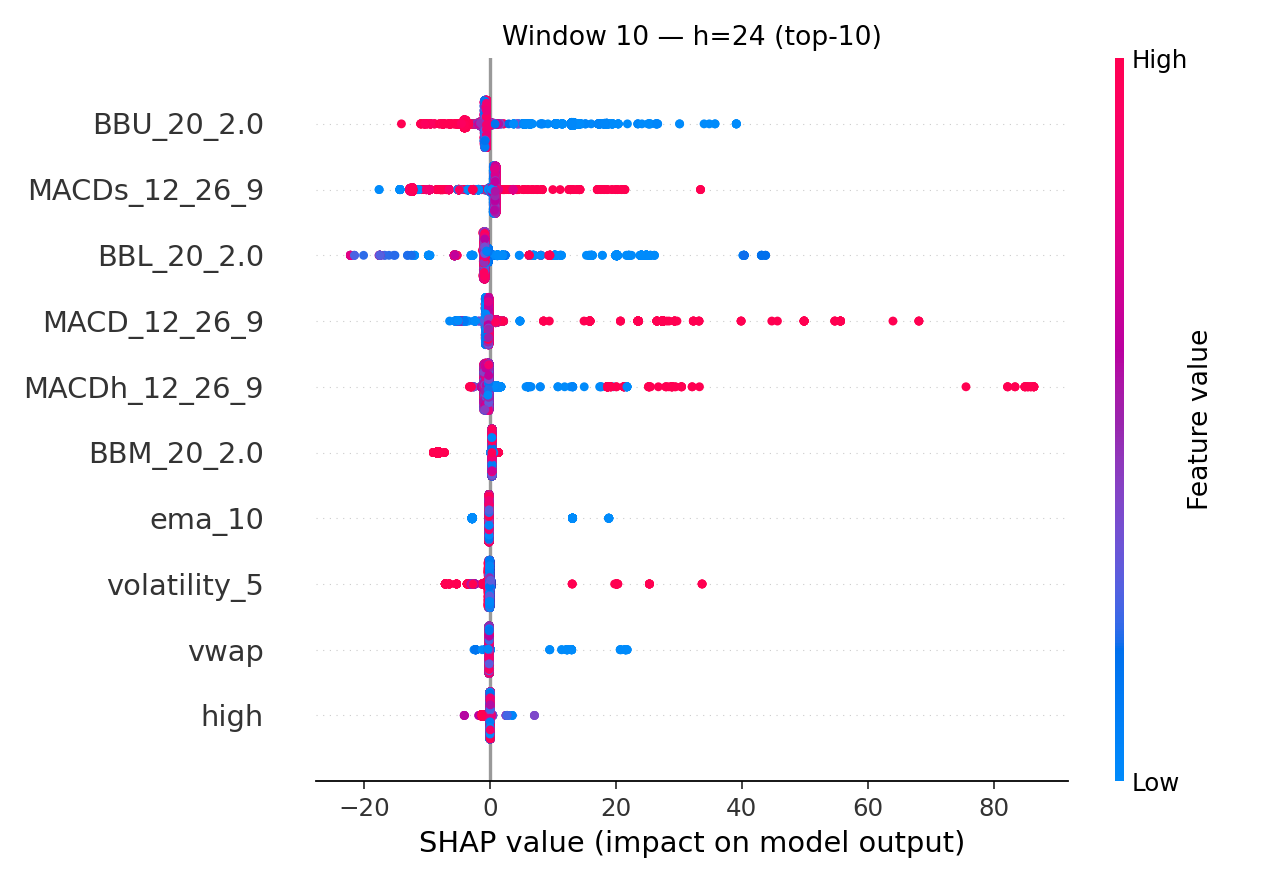 Window 10 — h=24 (top-10)
High
BBU_20_2.0
MACDs_12_26_9
BBL_20_2.0
MACD_12_26_9
MACDh_12_26_9
BBM_20_2.0
ema_10
volatility_5
vwap
high
Feature value
Low
−20 0 20 40 60 80
SHAP value (impact on model output)